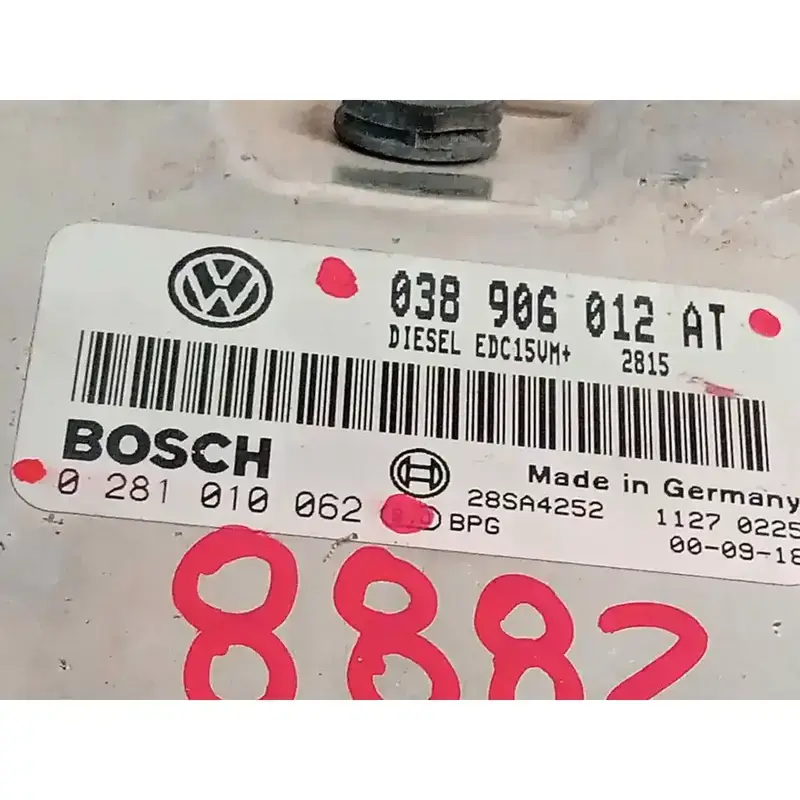 038 906 012 AT
DIESEL EDC15VM+ 2815
BOSCH
Made in Germany
0 281 010 062 BPG 28SA4252 1127 0225
00-09-18
888